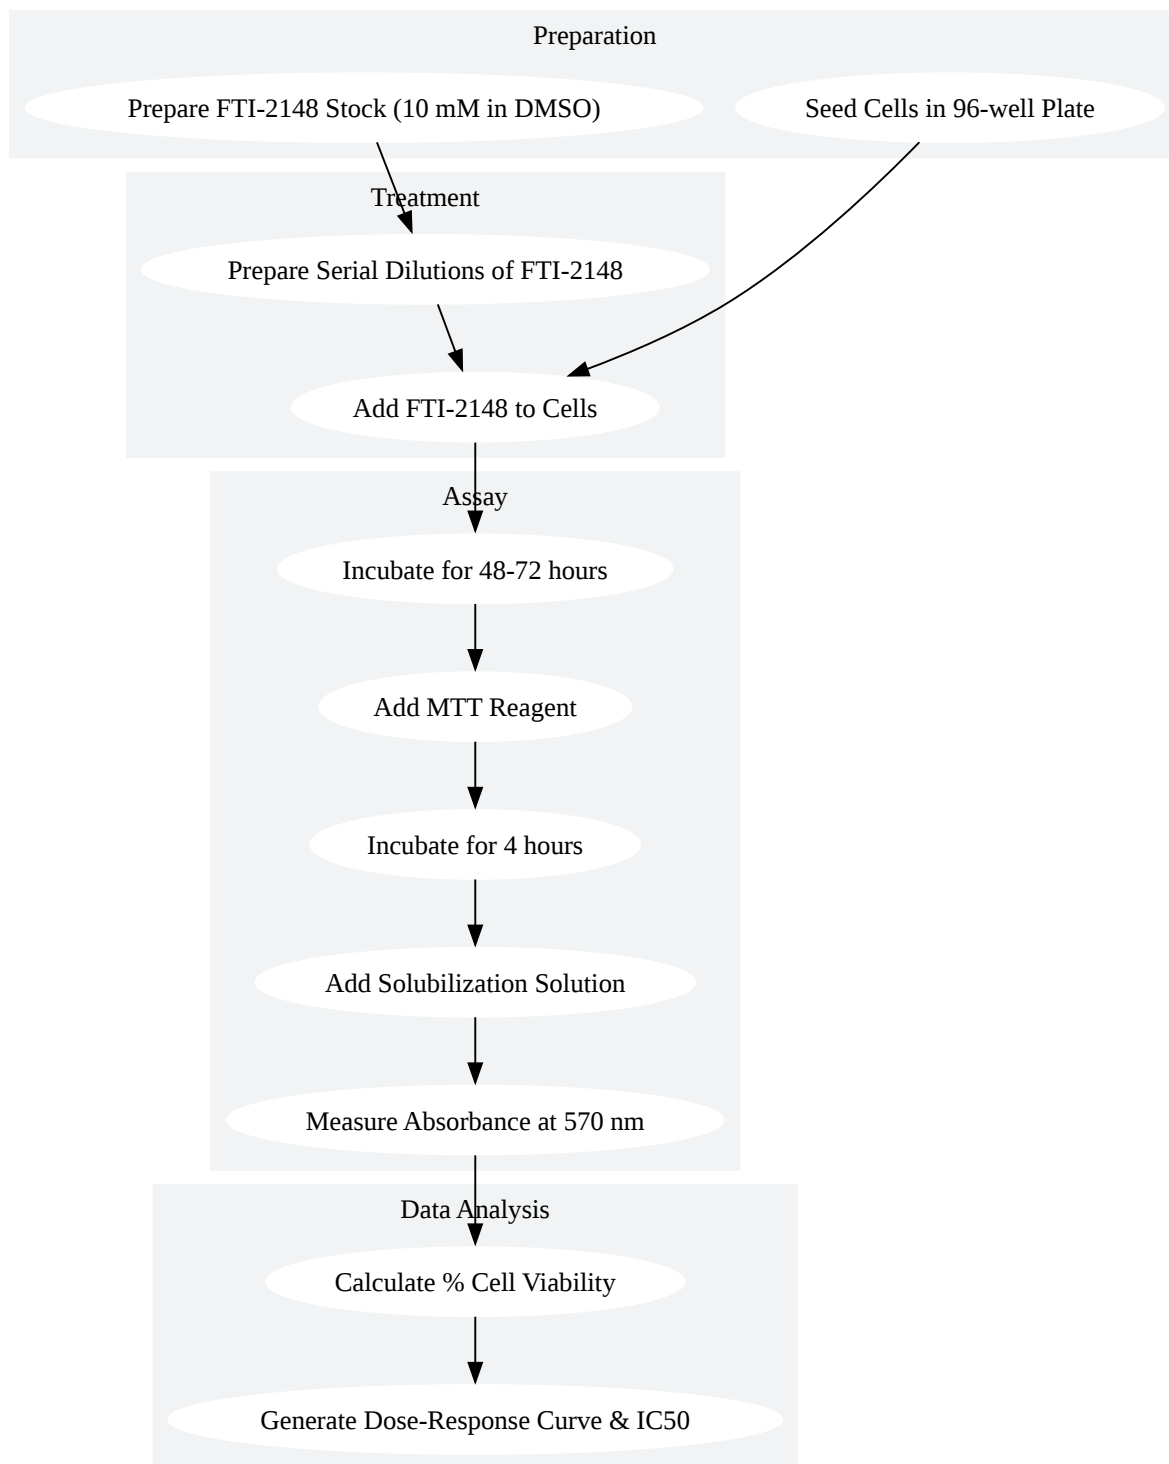 Preparation
Prepare FTI-2148 Stock (10 mM in DMSO)
Seed Cells in 96-well Plate
Treatment
Prepare Serial Dilutions of FTI-2148
Add FTI-2148 to Cells
Assay
Incubate for 48-72 hours
Add MTT Reagent
Incubate for 4 hours
Add Solubilization Solution
Measure Absorbance at 570 nm
Data Analysis
Calculate % Cell Viability
Generate Dose-Response Curve & IC50